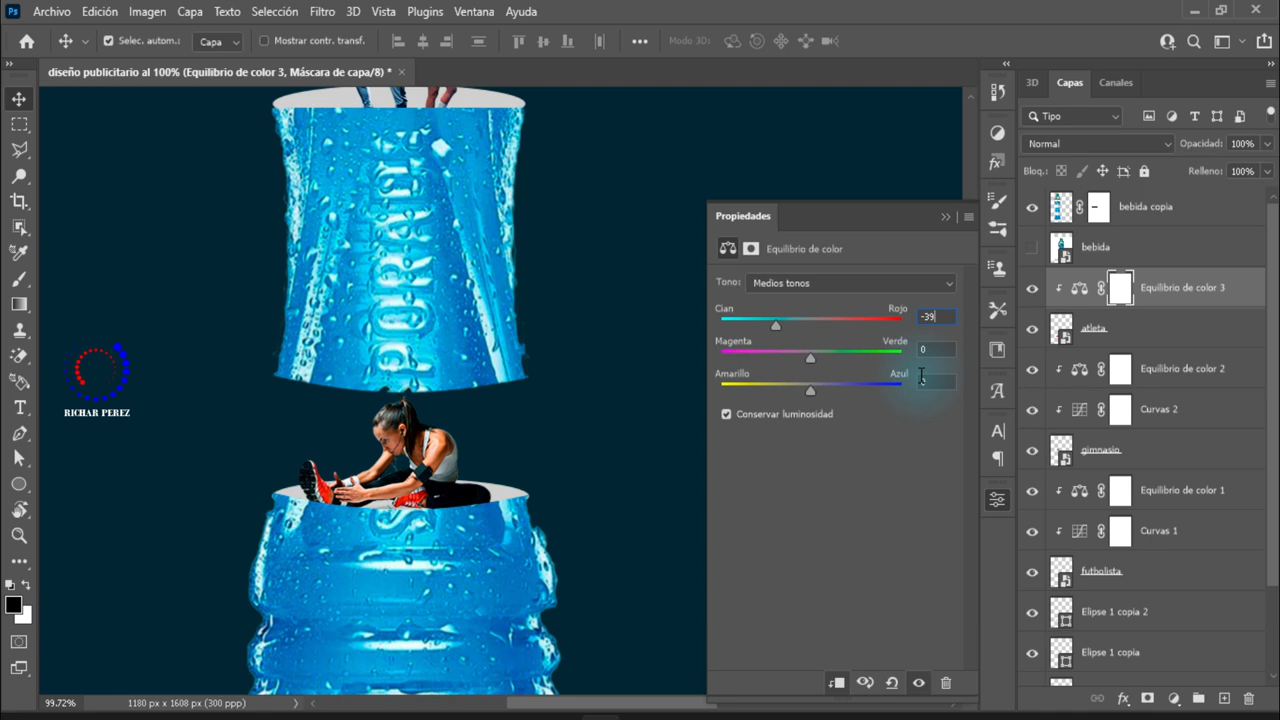 Ps Archivo Edición Imagen Capa Texto Selección Filtro 3D Vista Plugins Ventana Ayuda
Selec. autom.: Capa Mostrar contr. transf. Modo 3D:
diseño publicitario al 100% (Equilibrio de color 3, Máscara de capa/8) *
3D Capas Canales
Tipo
Normal Opacidad: 100%
Bloq.: Relleno: 100%
bebida copia
bebida
Equilibrio de color 3
atleta
Equilibrio de color 2
Curvas 2
gimnasio
Equilibrio de color 1
Curvas 1
futbolista
Elipse 1 copia 2
Elipse 1 copia
Propiedades
Equilibrio de color
Tono: Medios tonos
Cian Rojo -39
Magenta Verde 0
Amarillo Azul
Conservar luminosidad
RICHAR PEREZ
99.72% 1180 px x 1608 px (300 ppp)